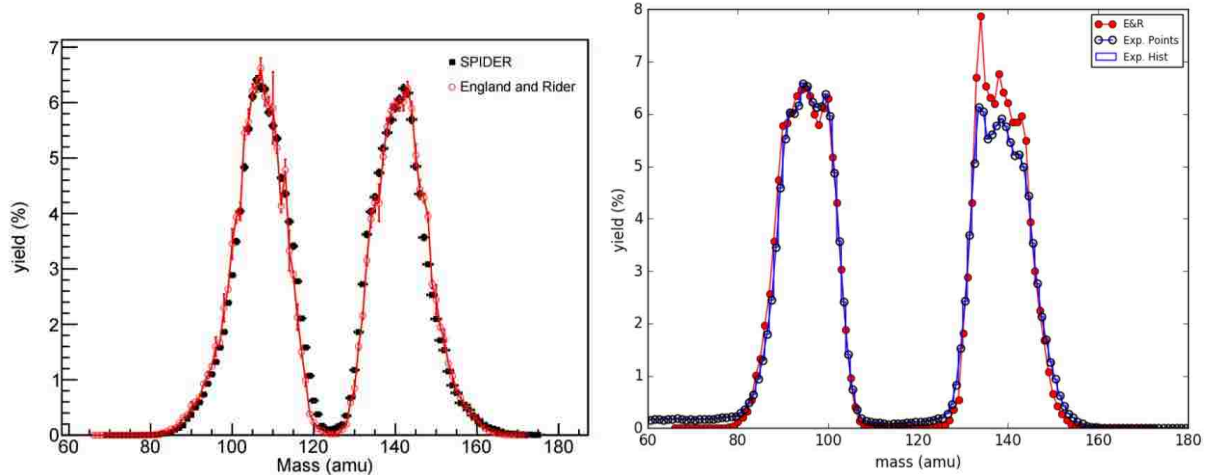 7
6
5
4
3
2
1
0
yield (%)
SPIDER
England and Rider
60 80 100 120 140 160 180
Mass (amu)
8
7
6
5
4
3
2
1
0
yield (%)
E&R
Exp. Points
Exp. Hist
60 80 100 120 140 160 180
mass (amu)